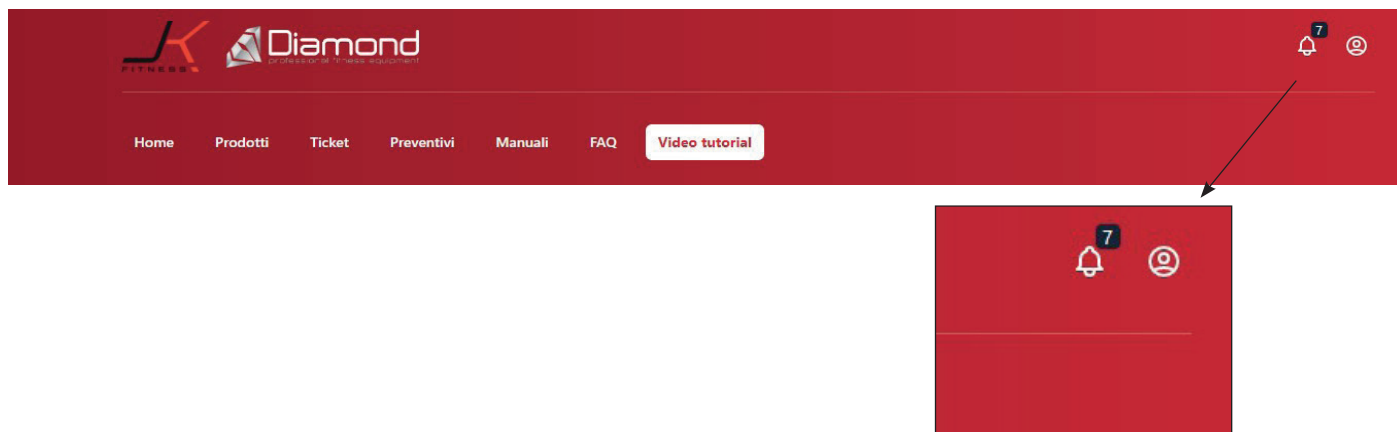 JK
FITNESS
Diamond
professional fitness equipment
7
Home Prodotti Ticket Preventivi Manuali FAQ Video tutorial
7